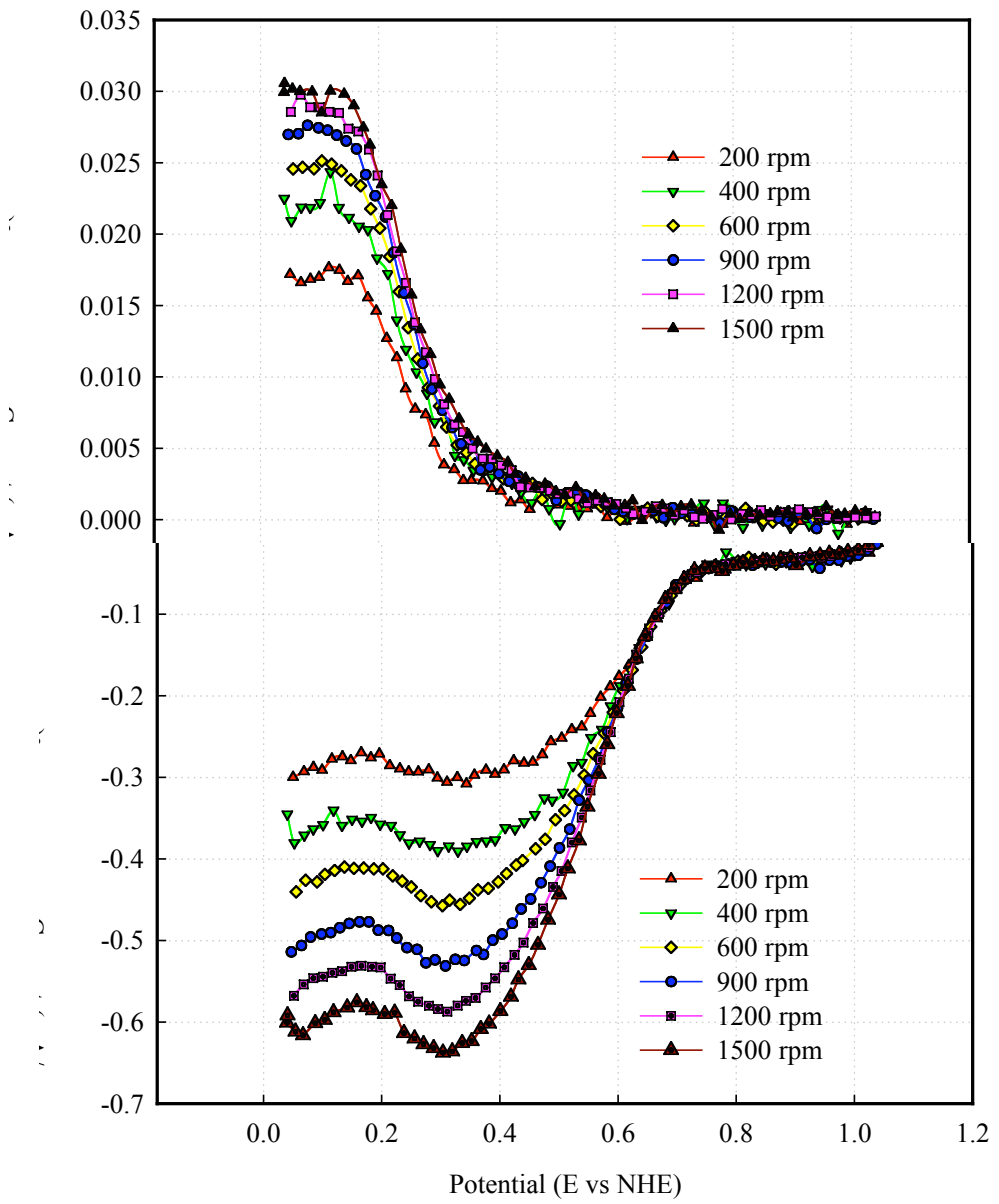 0.035
0.030
0.025
0.020
0.015
0.010
0.005
0.000
200 rpm
400 rpm
600 rpm
900 rpm
1200 rpm
1500 rpm
-0.1
-0.2
-0.3
-0.4
-0.5
-0.6
-0.7
200 rpm
400 rpm
600 rpm
900 rpm
1200 rpm
1500 rpm
0.0 0.2 0.4 0.6 0.8 1.0 1.2
Potential (E vs NHE)